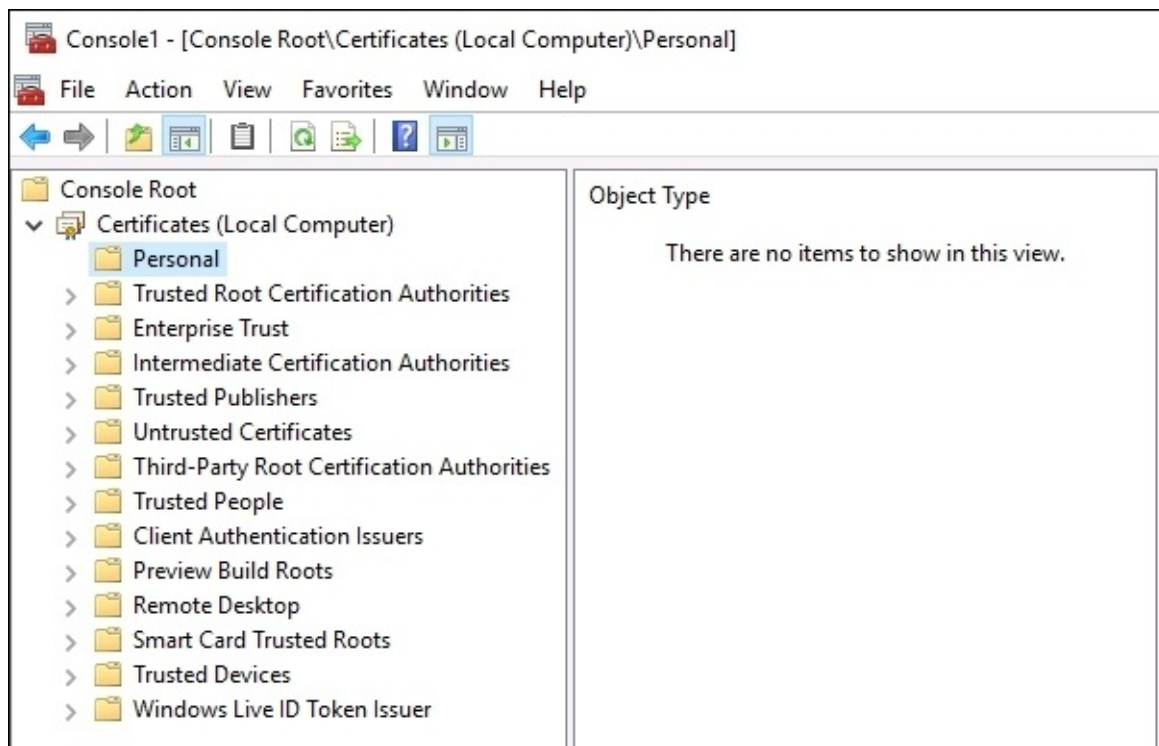 Console1 - [Console Root\Certificates (Local Computer)\Personal]
File Action View Favorites Window Help
Console Root
Certificates (Local Computer)
Personal
Trusted Root Certification Authorities
Enterprise Trust
Intermediate Certification Authorities
Trusted Publishers
Untrusted Certificates
Third-Party Root Certification Authorities
Trusted People
Client Authentication Issuers
Preview Build Roots
Remote Desktop
Smart Card Trusted Roots
Trusted Devices
Windows Live ID Token Issuer
Object Type
There are no items to show in this view.